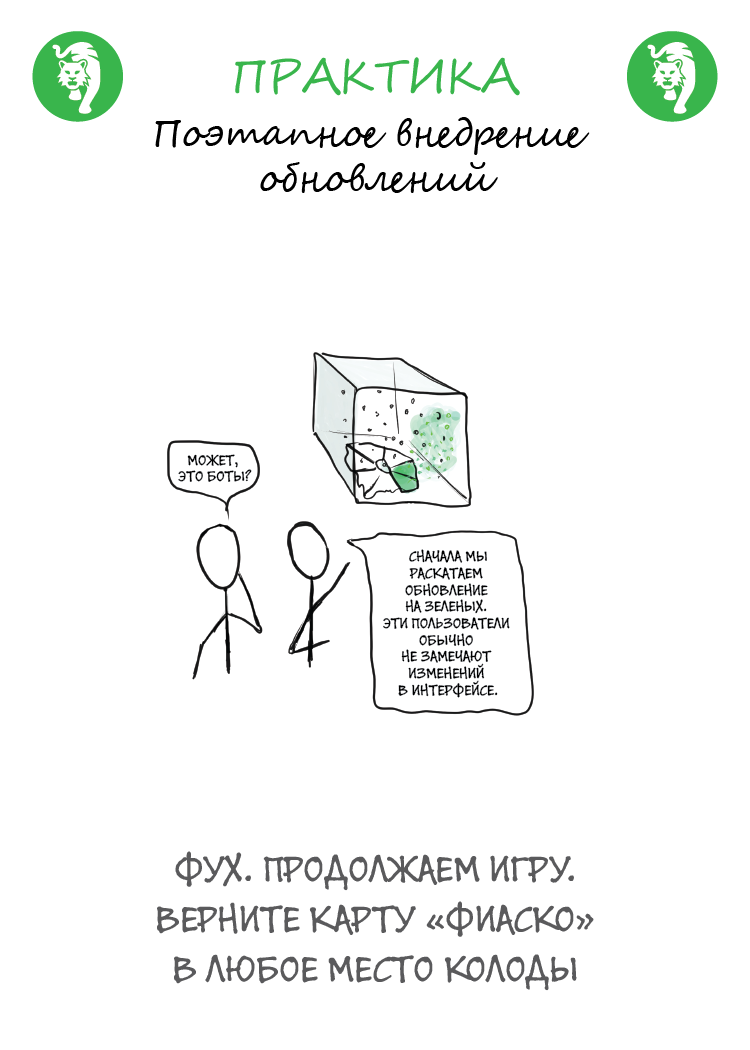 ПРАКТИКА
Поэтапное внедрение
обновлений
МОЖЕТ,
ЭТО БОТЫ?
СНАЧАЛА МЫ
РАСКАТАЕМ
ОБНОВЛЕНИЕ
НА ЗЕЛЕНЫХ.
ЭТИ ПОЛЬЗОВАТЕЛИ
ОБЫЧНО
НЕ ЗАМЕЧАЮТ
ИЗМЕНЕНИЙ
В ИНТЕРФЕЙСЕ.
ФУХ. ПРОДОЛЖАЕМ ИГРУ.
ВЕРНИТЕ КАРТУ «ФИАСКО»
В ЛЮБОЕ МЕСТО КОЛОДЫ